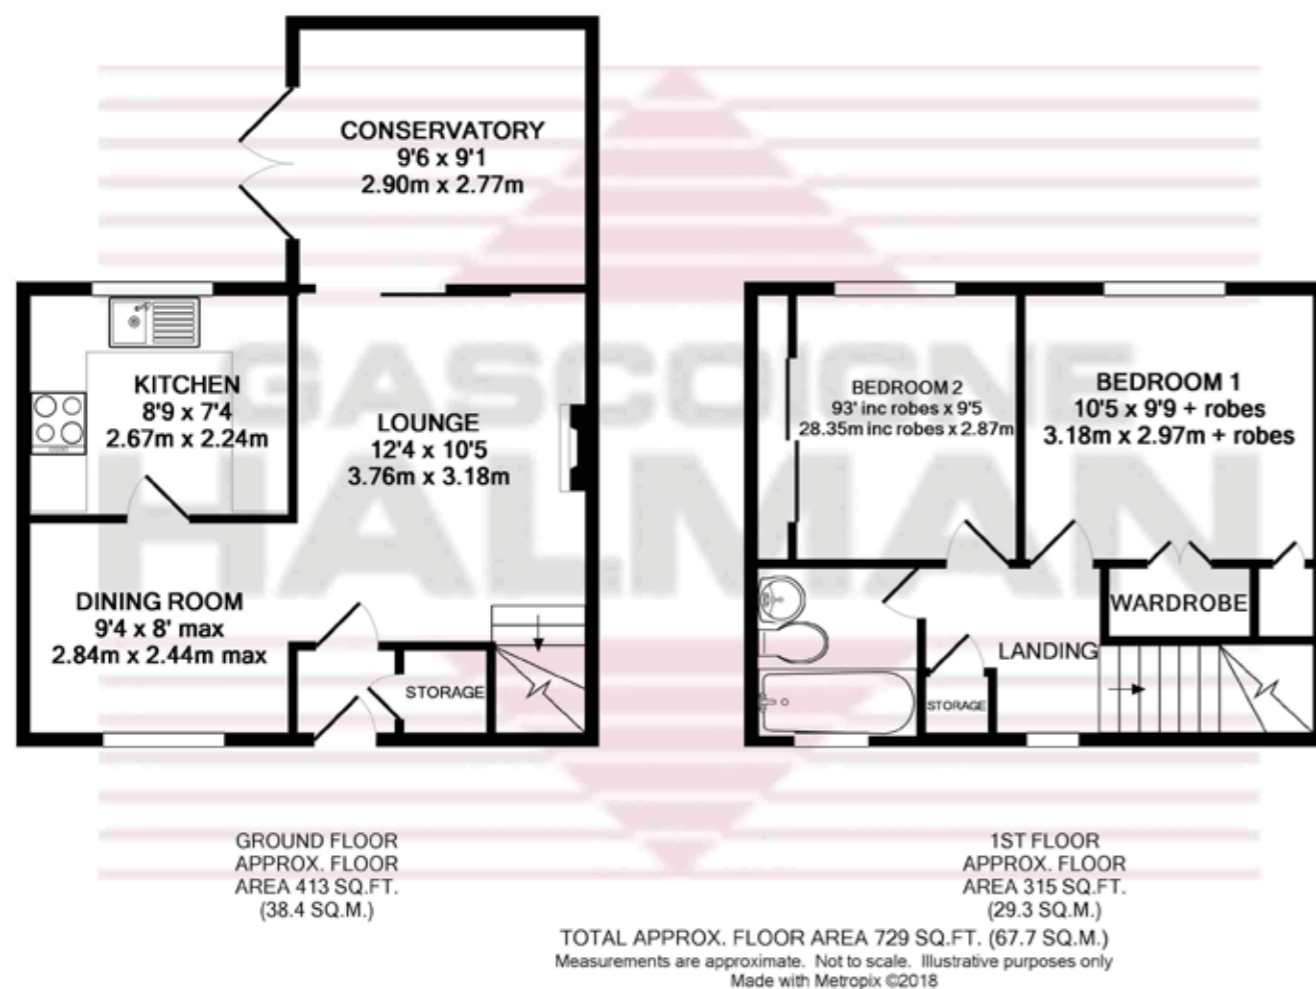 CONSERVATORY
9'6 x 9'1
2.90m x 2.77m
KITCHEN
8'9 x 7'4
2.67m x 2.24m
LOUNGE
12'4 x 10'5
3.76m x 3.18m
DINING ROOM
9'4 x 8' max
2.84m x 2.44m max
STORAGE
BEDROOM 2
93' inc robes x 9'5
28.35m inc robes x 2.87m
BEDROOM 1
10'5 x 9'9 + robes
3.18m x 2.97m + robes
WARDROBE
LANDING
STORAGE
GASCOIGNE
HALMAN
GROUND FLOOR
APPROX. FLOOR
AREA 413 SQ.FT.
(38.4 SQ.M.)
1ST FLOOR
APPROX. FLOOR
AREA 315 SQ.FT.
(29.3 SQ.M.)
TOTAL APPROX. FLOOR AREA 729 SQ.FT. (67.7 SQ.M.)
Measurements are approximate. Not to scale. Illustrative purposes only
Made with Metropix ©2018